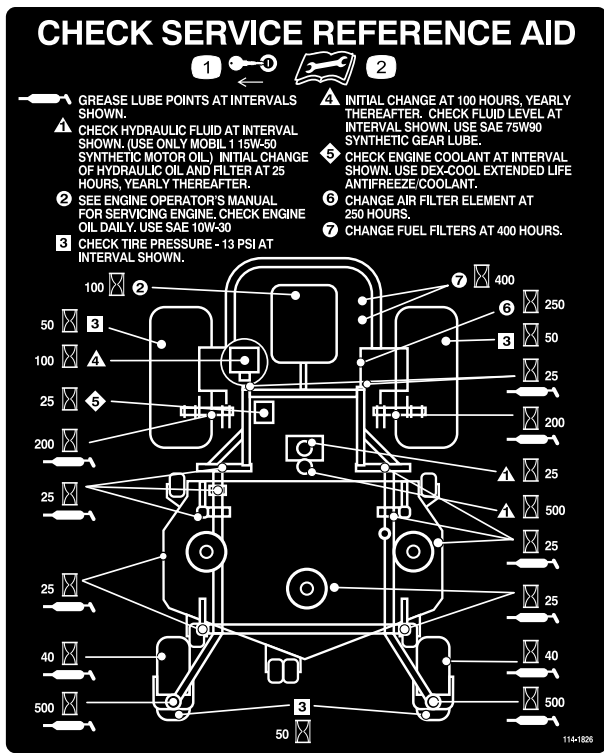 CHECK SERVICE REFERENCE AID
1
2
GREASE LUBE POINTS AT INTERVALS
SHOWN.
1 CHECK HYDRAULIC FLUID AT INTERVAL
SHOWN. (USE ONLY MOBIL 1 15W-50
SYNTHETIC MOTOR OIL.) INITIAL CHANGE
OF HYDRAULIC OIL AND FILTER AT 25
HOURS, YEARLY THEREAFTER.
2 SEE ENGINE OPERATOR'S MANUAL
FOR SERVICING ENGINE. CHECK ENGINE
OIL DAILY. USE SAE 10W-30
3 CHECK TIRE PRESSURE - 13 PSI AT
INTERVAL SHOWN.
4 INITIAL CHANGE AT 100 HOURS, YEARLY
THEREAFTER. CHECK FLUID LEVEL AT
INTERVAL SHOWN. USE SAE 75W90
SYNTHETIC GEAR LUBE.
5 CHECK ENGINE COOLANT AT INTERVAL
SHOWN. USE DEX-COOL EXTENDED LIFE
ANTIFREEZE/COOLANT.
6 CHANGE AIR FILTER ELEMENT AT
250 HOURS.
7 CHANGE FUEL FILTERS AT 400 HOURS.
100 2
7 400
6 250
50 3
3 50
100 4
25
25 5
200
200
1 25
25
1 500
25
25
25
40
40
500
500
3
50
114-1826